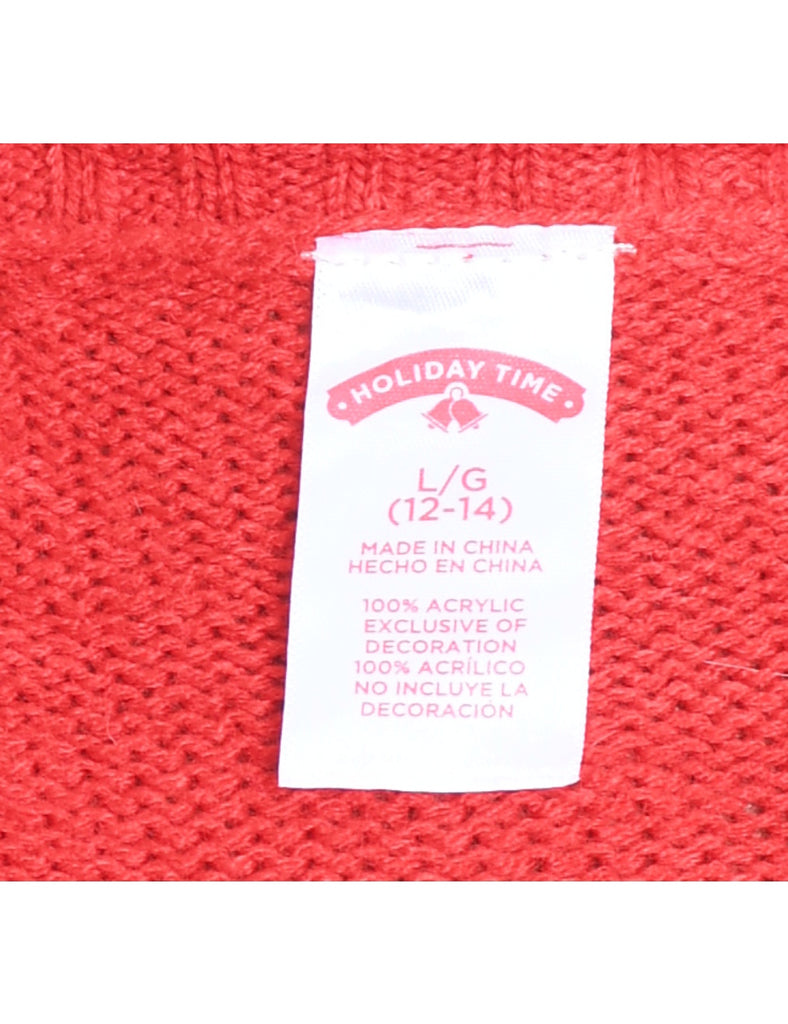 HOLIDAY TIME
L/G
(12-14)
MADE IN CHINA
HECHO EN CHINA
100% ACRYLIC
EXCLUSIVE OF
DECORATION
100% ACRÍLICO
NO INCLUYE LA
DECORACIÓN